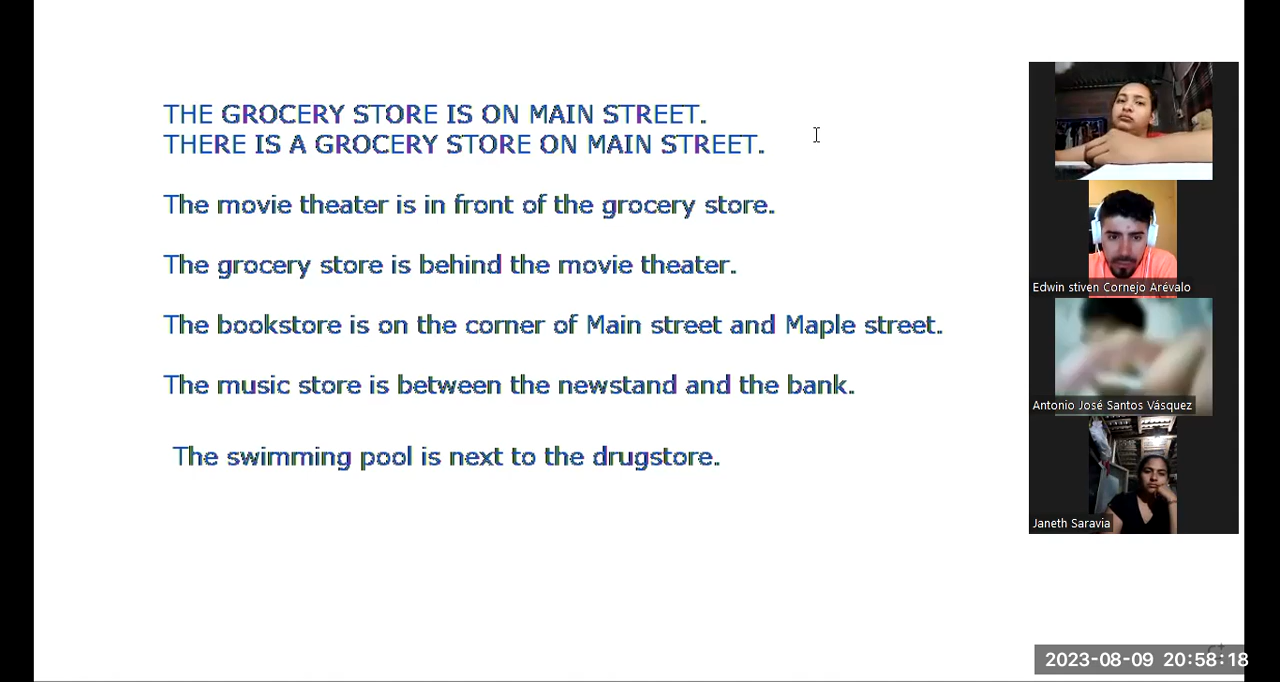 THE GROCERY STORE IS ON MAIN STREET.
THERE IS A GROCERY STORE ON MAIN STREET.
The movie theater is in front of the grocery store.
The grocery store is behind the movie theater.
The bookstore is on the corner of Main street and Maple street.
The music store is between the newstand and the bank.
The swimming pool is next to the drugstore.
Edwin stiven Cornejo Arévalo
Antonio José Santos Vásquez
Janeth Saravia
2023-08-09 20:58:18